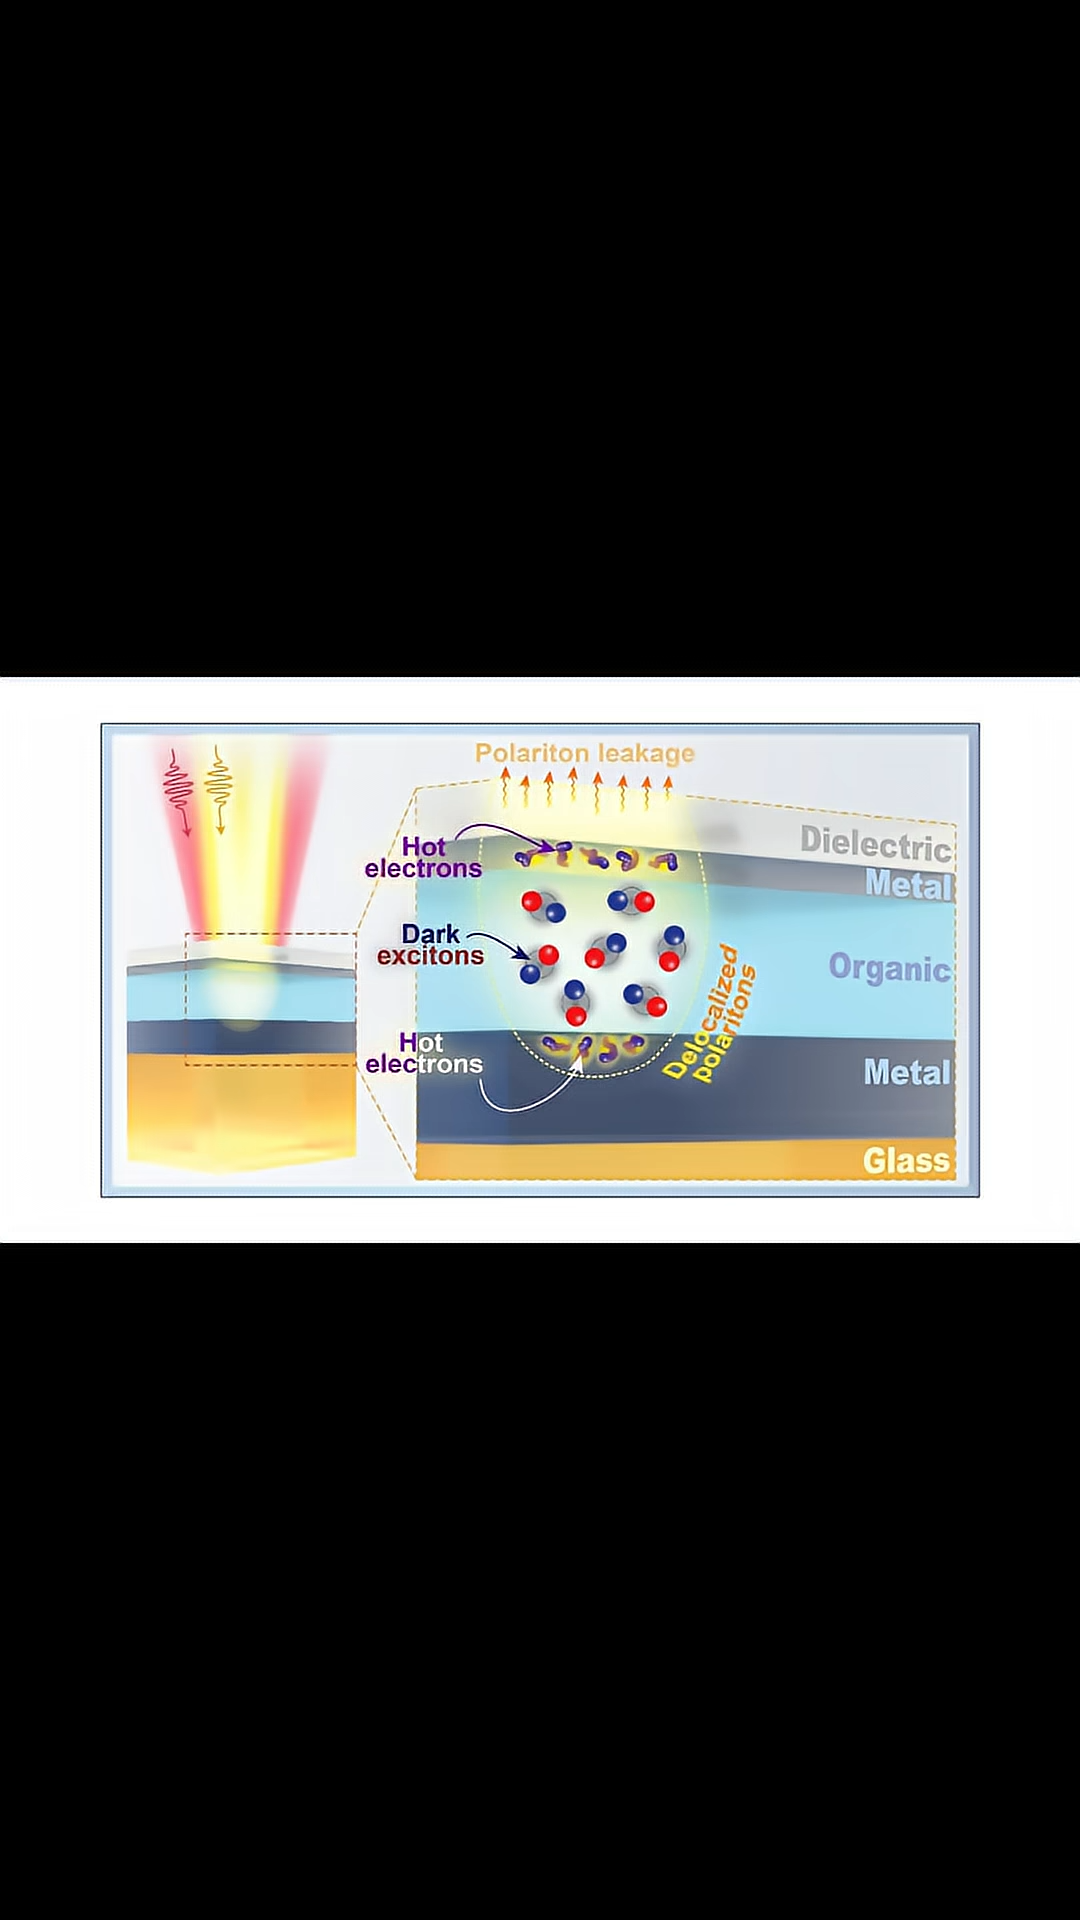 Polariton leakage
Hot
electrons
Dark
excitons
Hot
electrons
Delocalized
polaritons
Dielectric
Metal
Organic
Metal
Glass